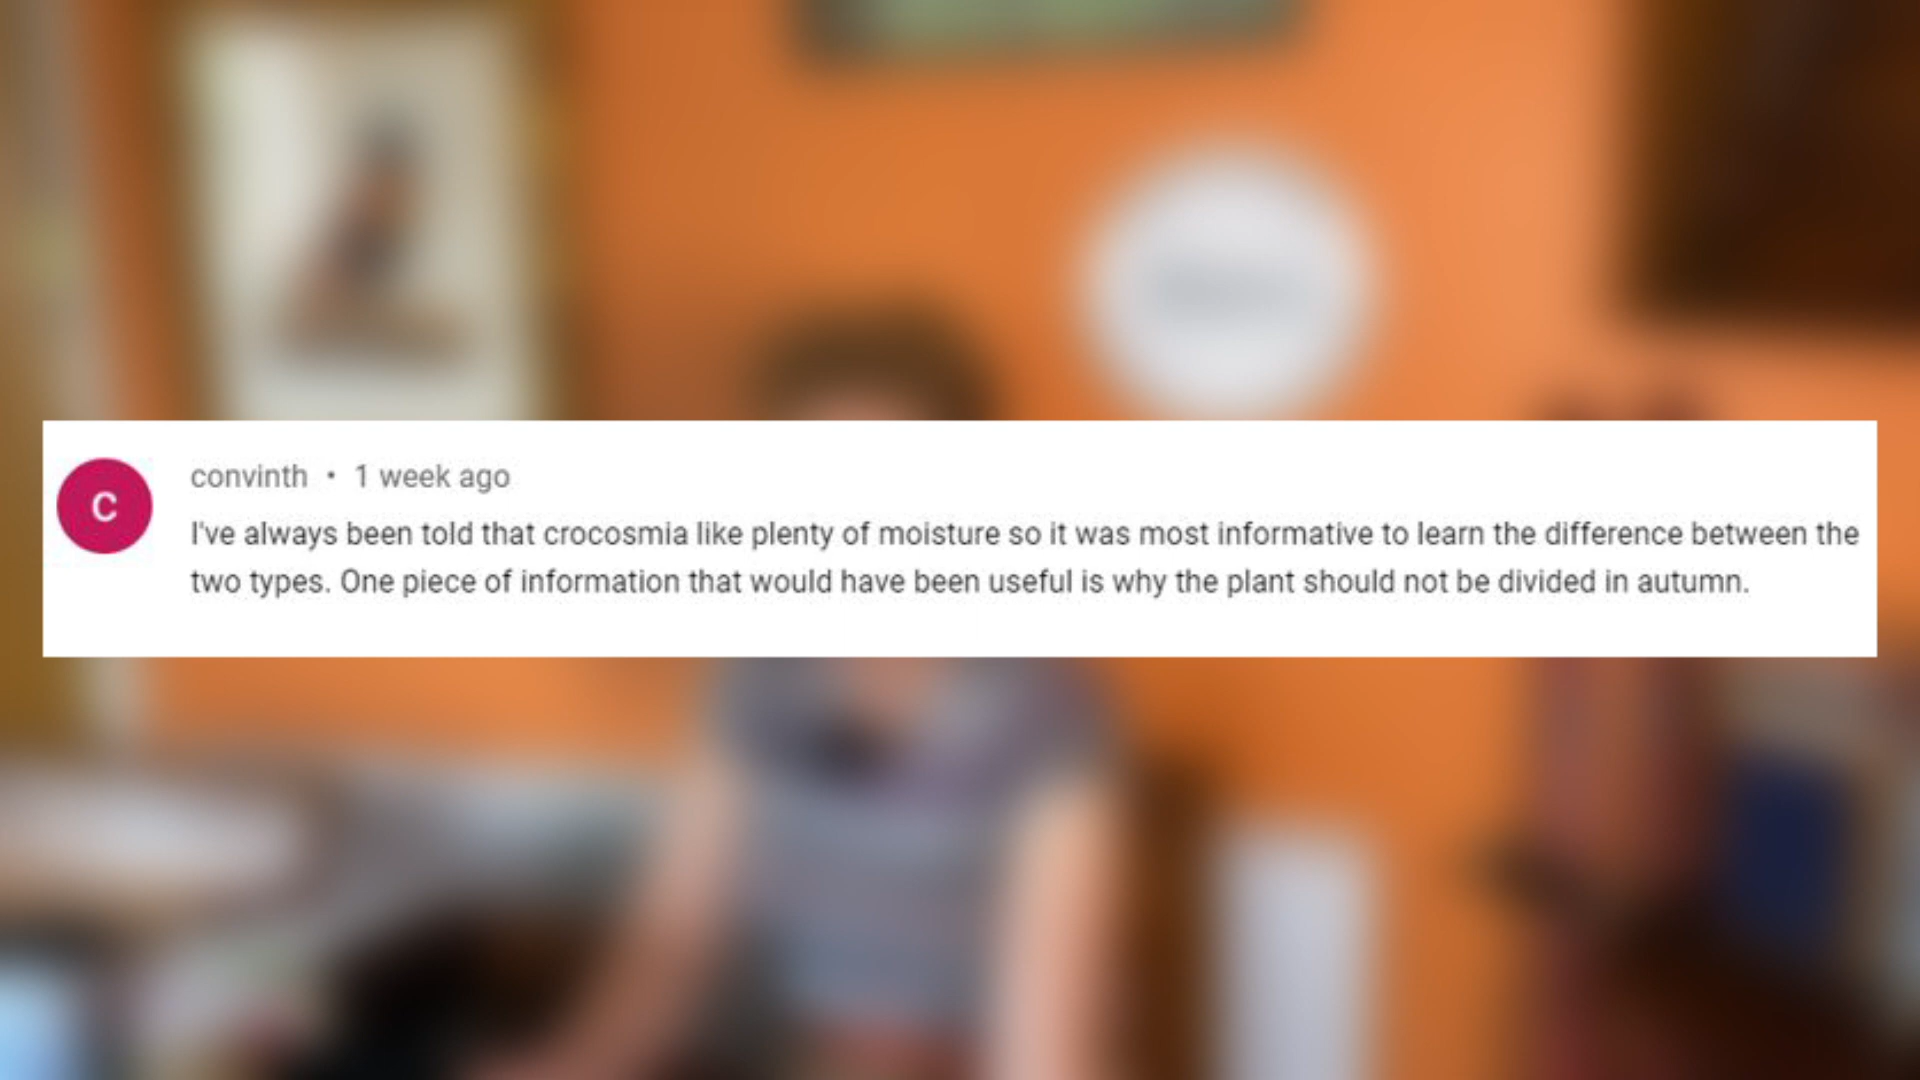 C
convinth • 1 week ago
I've always been told that crocosmia like plenty of moisture so it was most informative to learn the difference between the
two types. One piece of information that would have been useful is why the plant should not be divided in autumn.